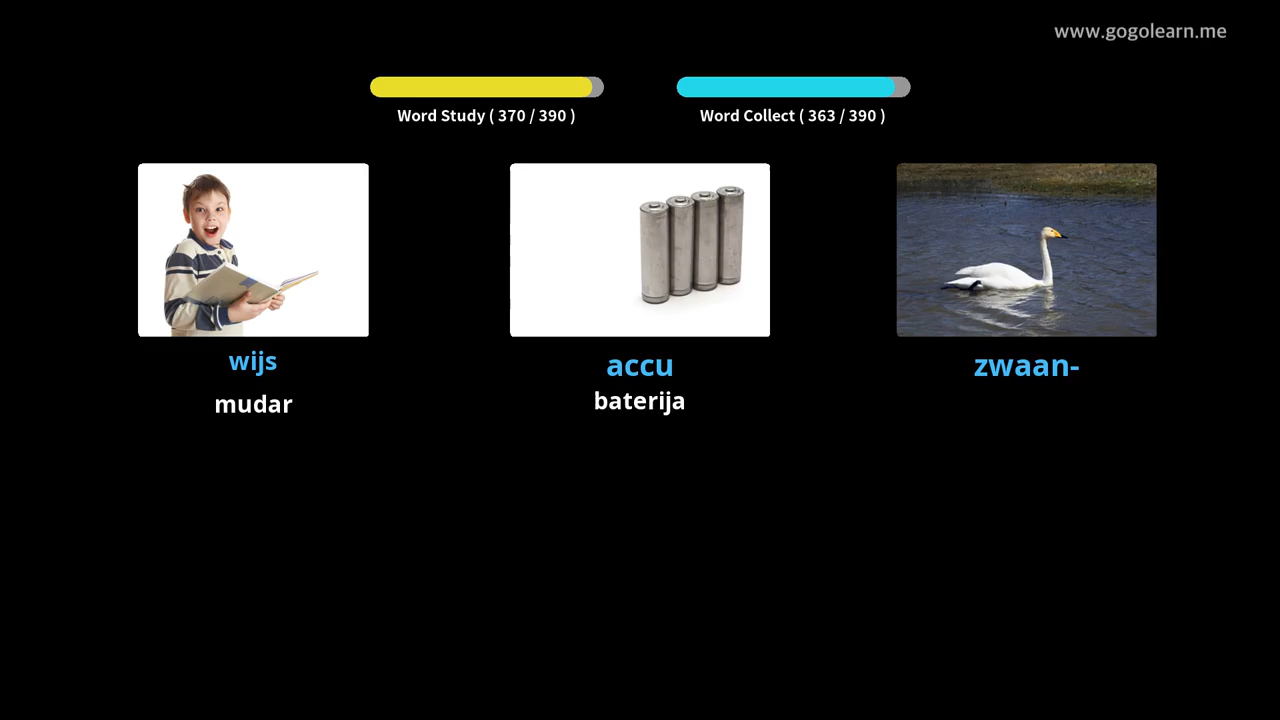 www.gogolearn.me
Word Study ( 370 / 390 )
Word Collect ( 363 / 390 )
wijs
mudar
accu
baterija
zwaan-